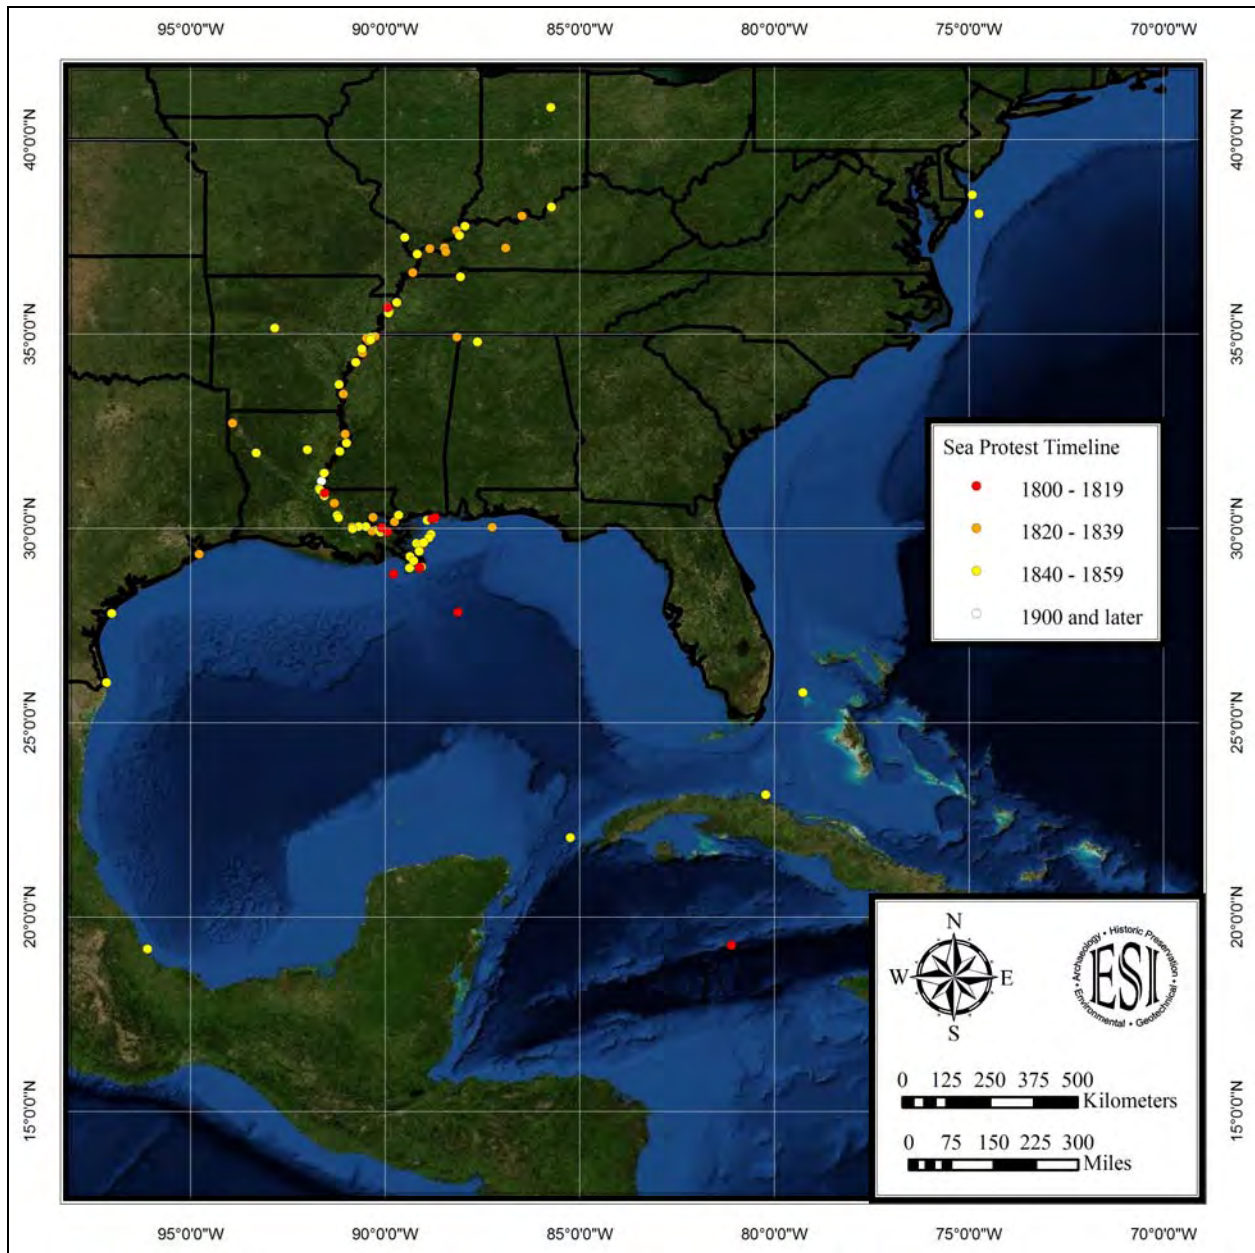 95°0'0"W 90°0'0"W 85°0'0"W 80°0'0"W 75°0'0"W 70°0'0"W
40°0'0"N 40°0'0"N
35°0'0"N 35°0'0"N
30°0'0"N 30°0'0"N
25°0'0"N 25°0'0"N
20°0'0"N 20°0'0"N
15°0'0"N 15°0'0"N
Sea Protest Timeline
1800 - 1819
1820 - 1839
1840 - 1859
1900 and later
N
W E
S
Archaeology • Historic Preservation
ESI
Environmental • Geotechnical
0 125 250 375 500
Kilometers
0 75 150 225 300
Miles
95°0'0"W 90°0'0"W 85°0'0"W 80°0'0"W 75°0'0"W 70°0'0"W